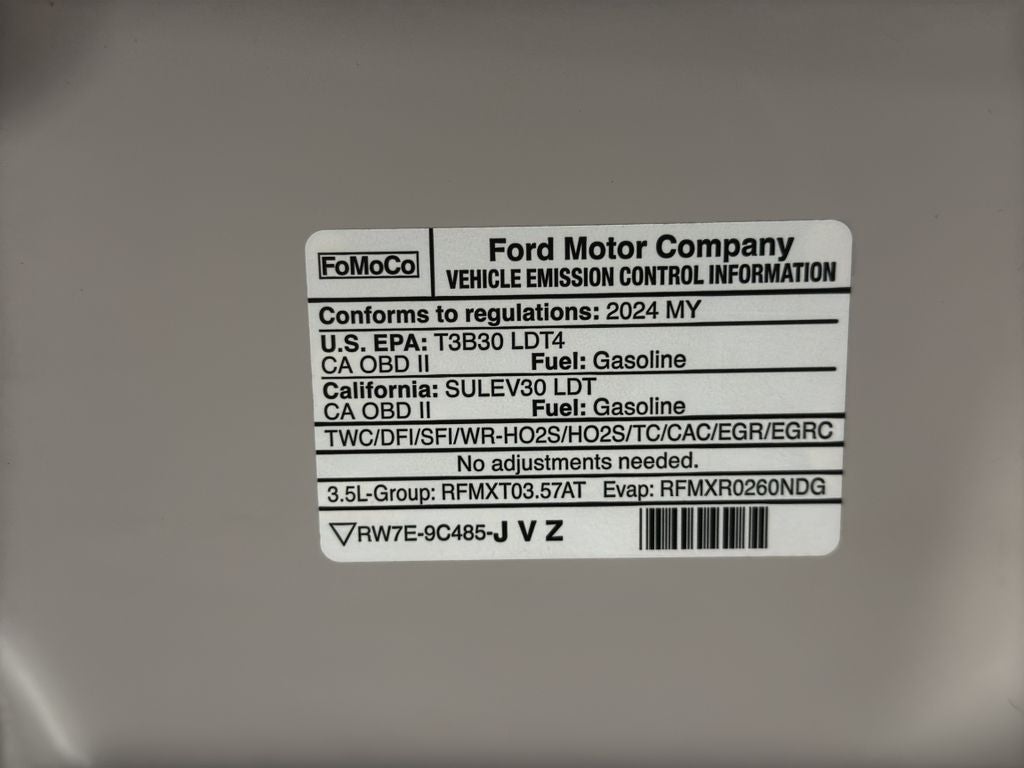 FoMoCo
Ford Motor Company
VEHICLE EMISSION CONTROL INFORMATION
Conforms to regulations: 2024 MY
U.S. EPA: T3B30 LDT4
CA OBD II Fuel: Gasoline
California: SULEV30 LDT
CA OBD II Fuel: Gasoline
TWC/DFI/SFI/WR-HO2S/HO2S/TC/CAC/EGR/EGRC
No adjustments needed.
3.5L-Group: RFMXT03.57AT Evap: RFMXR0260NDG
RW7E-9C485-J V Z